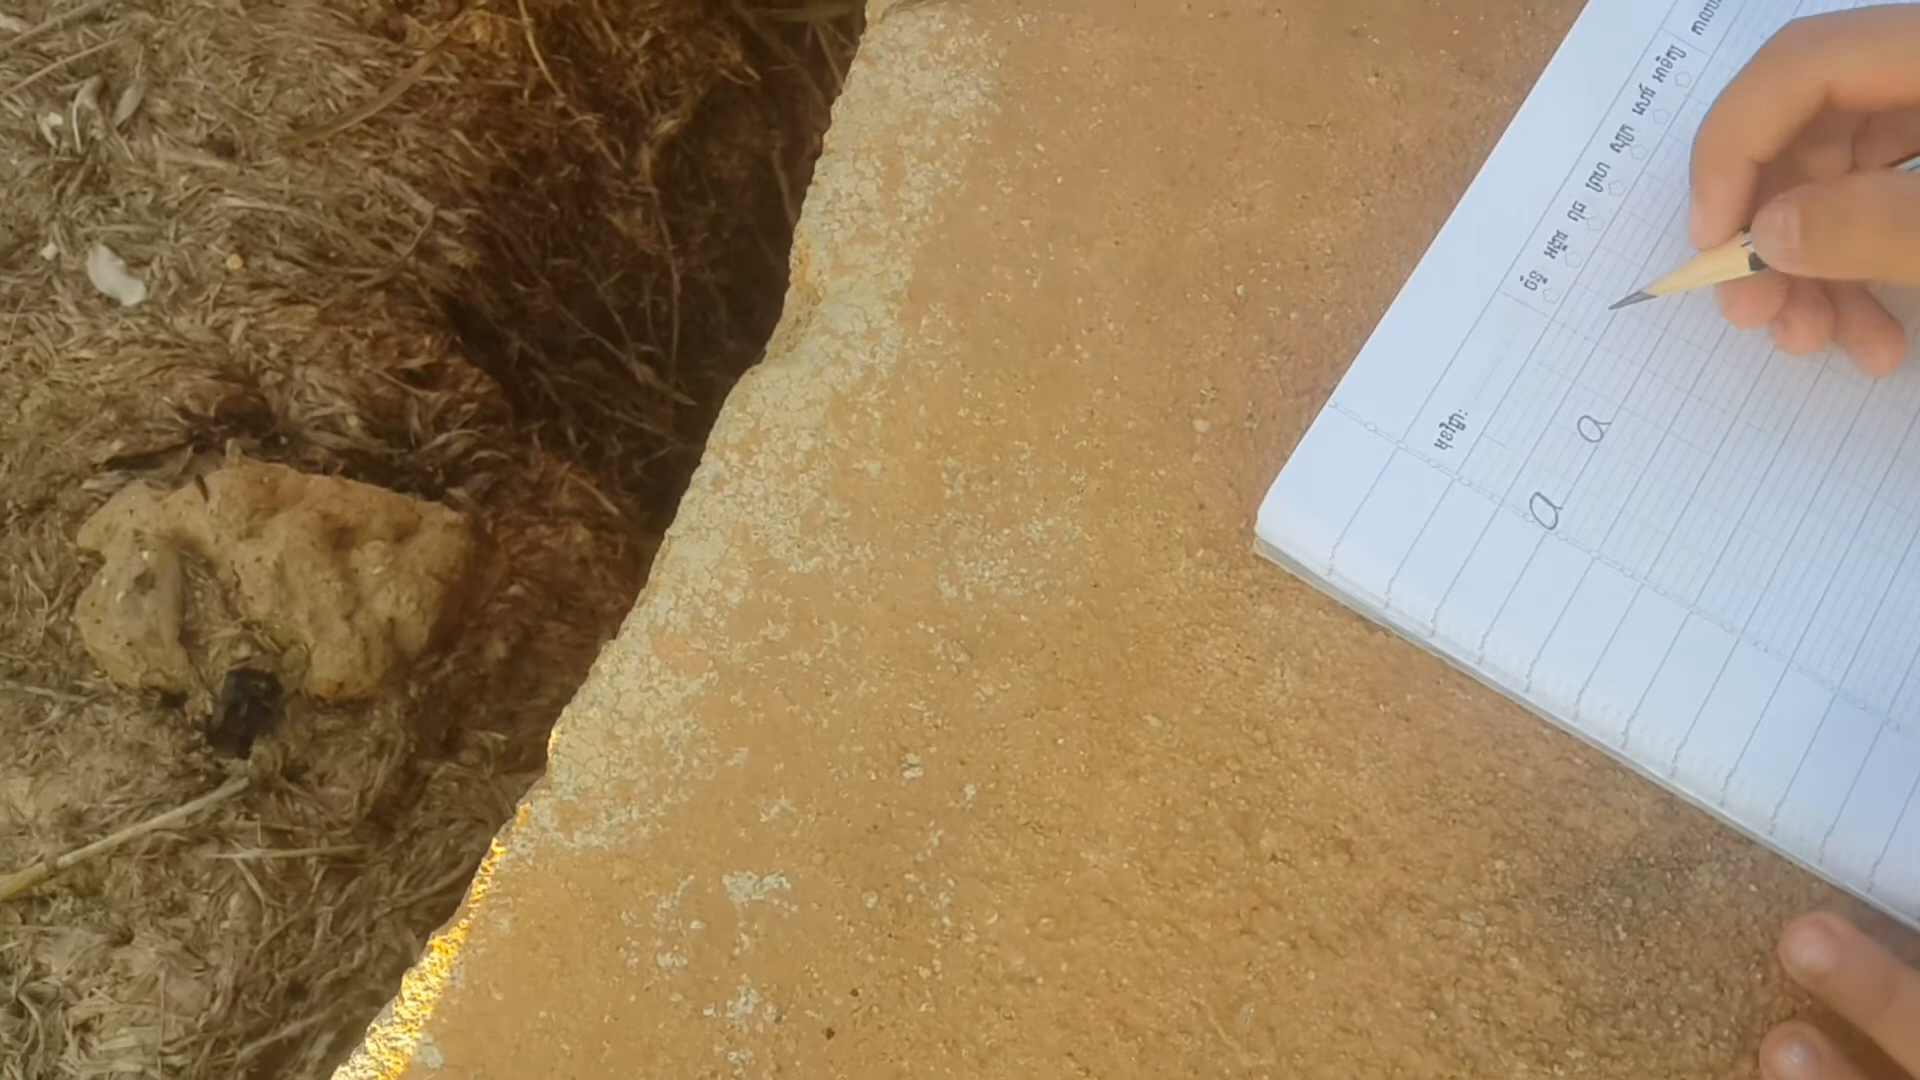 ច័ន្ទ អង្គារ ពុធ ព្រហ សុក្រ សៅរ៍ អាទិត្យ
មុខវិជ្ជា:
a a